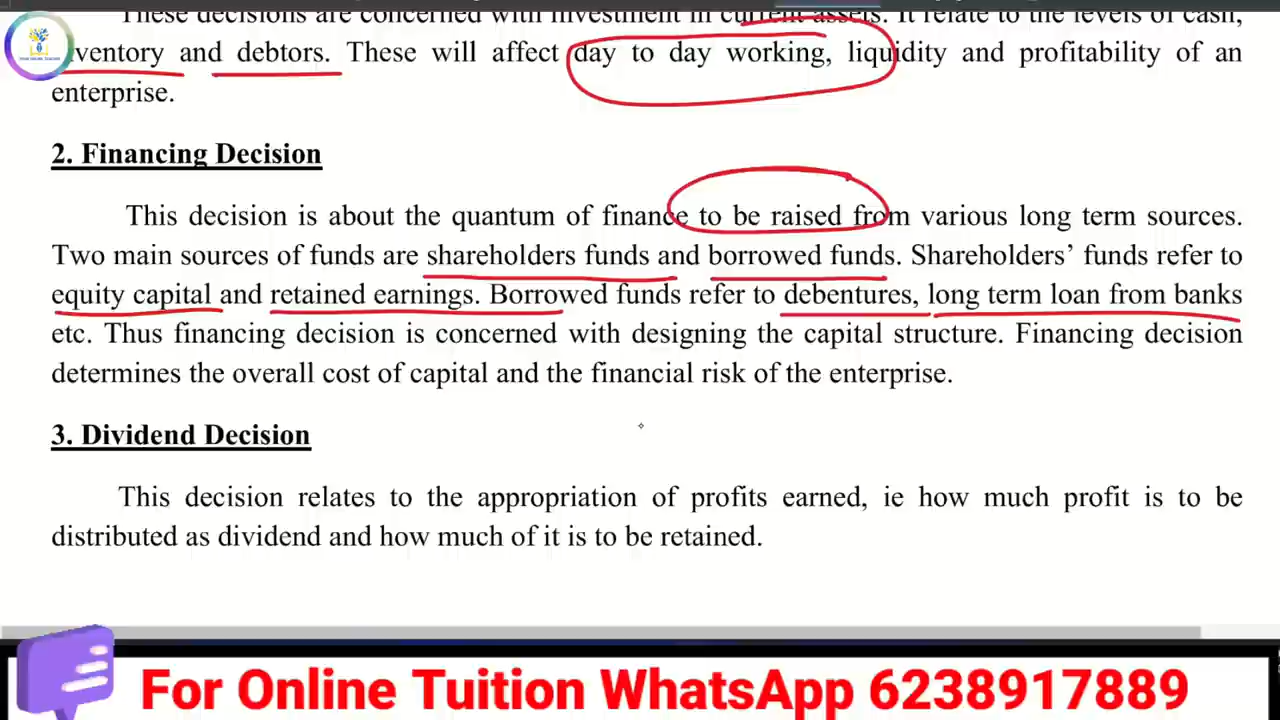 These decisions are concerned with investment in current assets. It relate to the levels of cash,
inventory and debtors. These will affect day to day working, liquidity and profitability of an
enterprise.
2. Financing Decision
This decision is about the quantum of finance to be raised from various long term sources.
Two main sources of funds are shareholders funds and borrowed funds. Shareholders’ funds refer to
equity capital and retained earnings. Borrowed funds refer to debentures, long term loan from banks
etc. Thus financing decision is concerned with designing the capital structure. Financing decision
determines the overall cost of capital and the financial risk of the enterprise.
3. Dividend Decision
This decision relates to the appropriation of profits earned, ie how much profit is to be
distributed as dividend and how much of it is to be retained.
For Online Tuition WhatsApp 6238917889